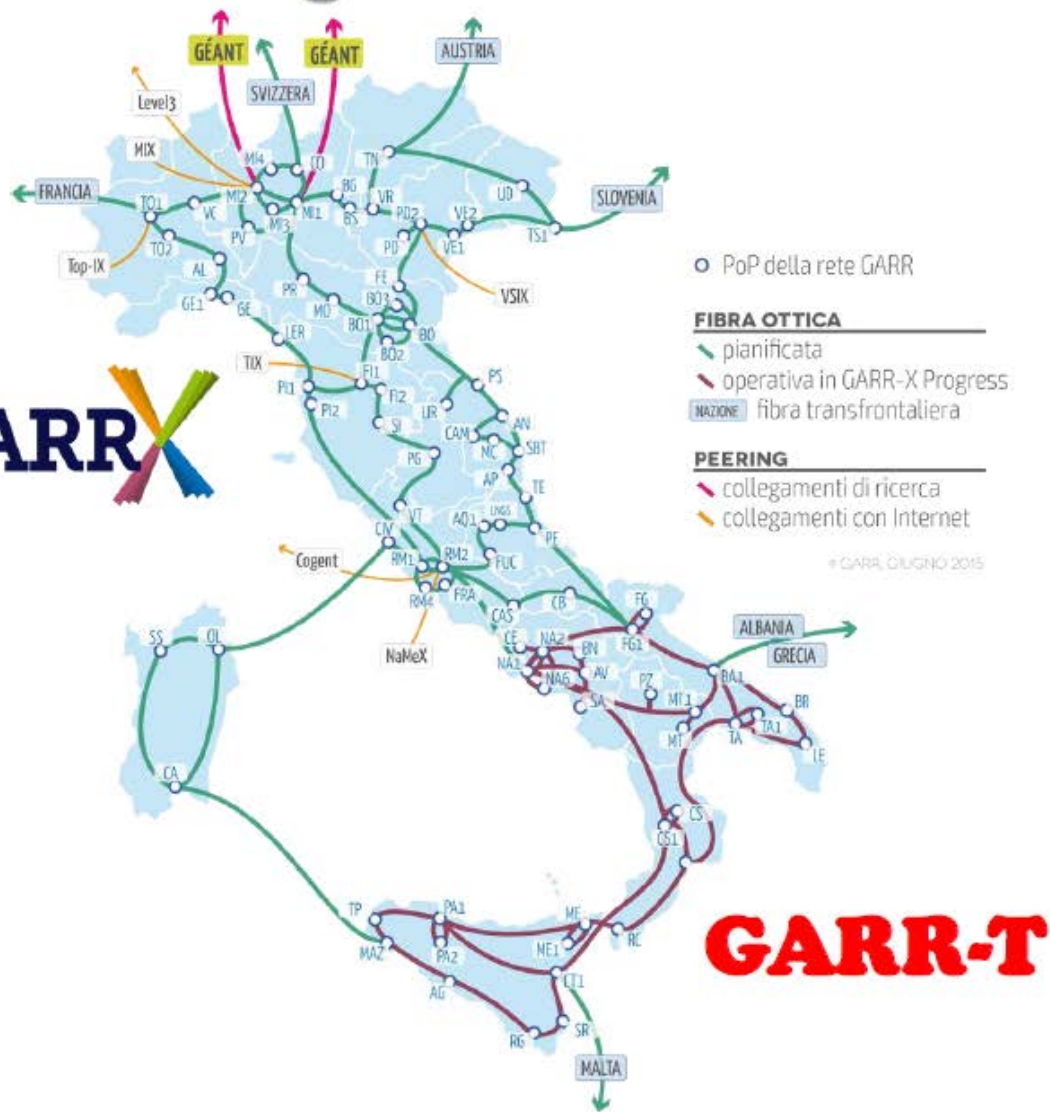 GÉANT
GÉANT
AUSTRIA
SVIZZERA
Level3
MIX
MI4
CO
TN
FRANCIA
TO1
VC
MI2
MI1
BG
BS
VR
UD
SLOVENIA
MI3
PV
PD2
VE2
PD
VE1
TS1
TO2
Top-IX
AL
PR
MO
FE
BO3
VSIX
GE1
GE
BO1
BO
BO2
LER
TIX
FI1
PI1
PI2
FI2
UR
PS
SI
CAM
AN
MC
SBT
PG
AP
TE
VT
AQ1
LNGS
PE
CIV
RM1
RM2
FUC
Cogent
RM4
FRA
NaMeX
CAS
CB
FG
FG1
CE
NA2
BN
NA1
NA6
AV
SA
PZ
MT1
MT
ALBANIA
GRECIA
BA1
BR
TA
TA1
LE
SS
OL
CA
CS
CS1
TP
PA1
ME
MAZ
PA2
ME1
RC
AG
CT1
RG
SR
MALTA
PoP della rete GARR
FIBRA OTTICA
pianificata
operativa in GARR-X Progress
NAZIONE fibra transfrontaliera
PEERING
collegamenti di ricerca
collegamenti con Internet
© GARR, GIUGNO 2015
ARRX
GARR-T